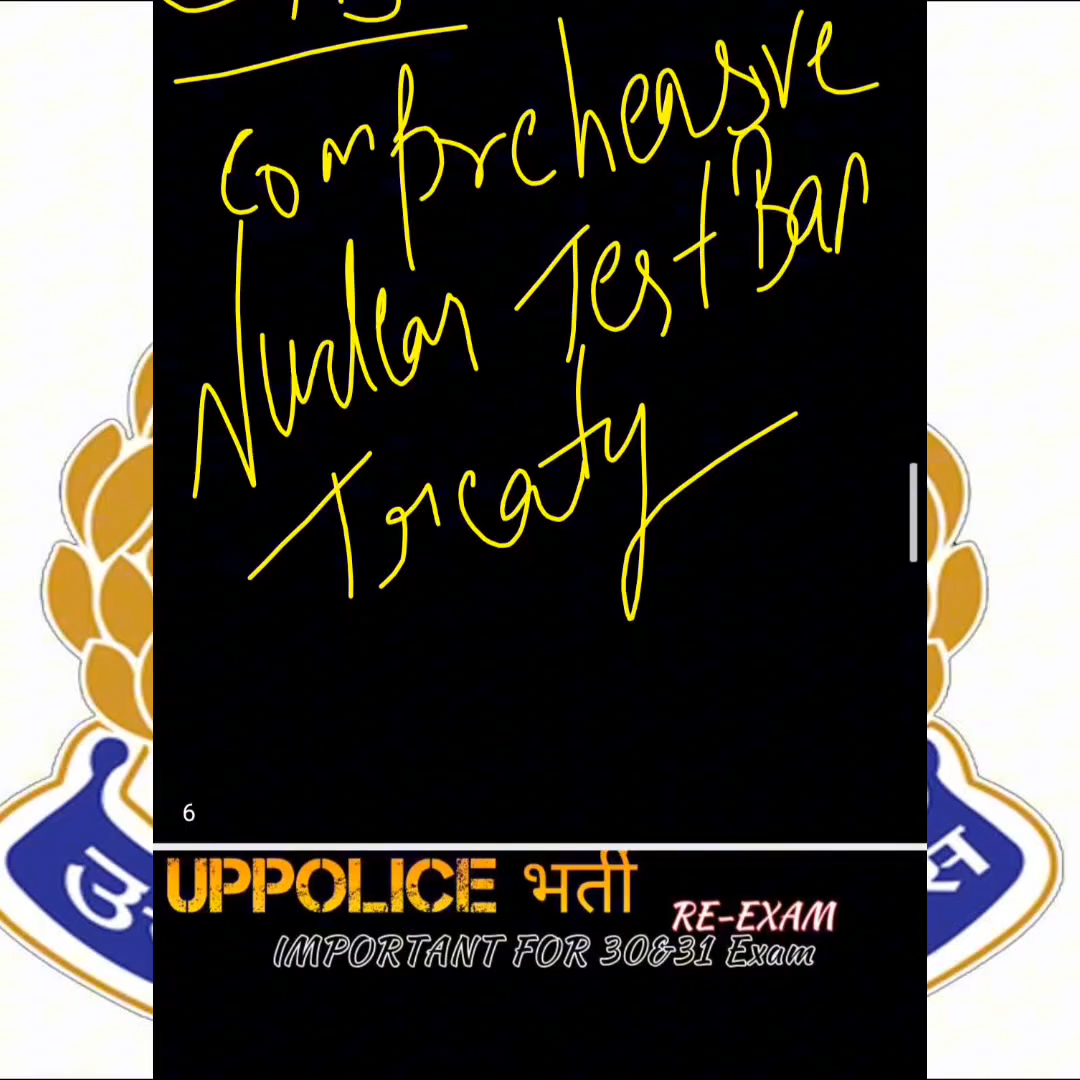 Comprehensive
Nuclear Test Ban
Treaty
6
UPPOLICE भर्ती
RE-EXAM
IMPORTANT FOR 30&31 Exam